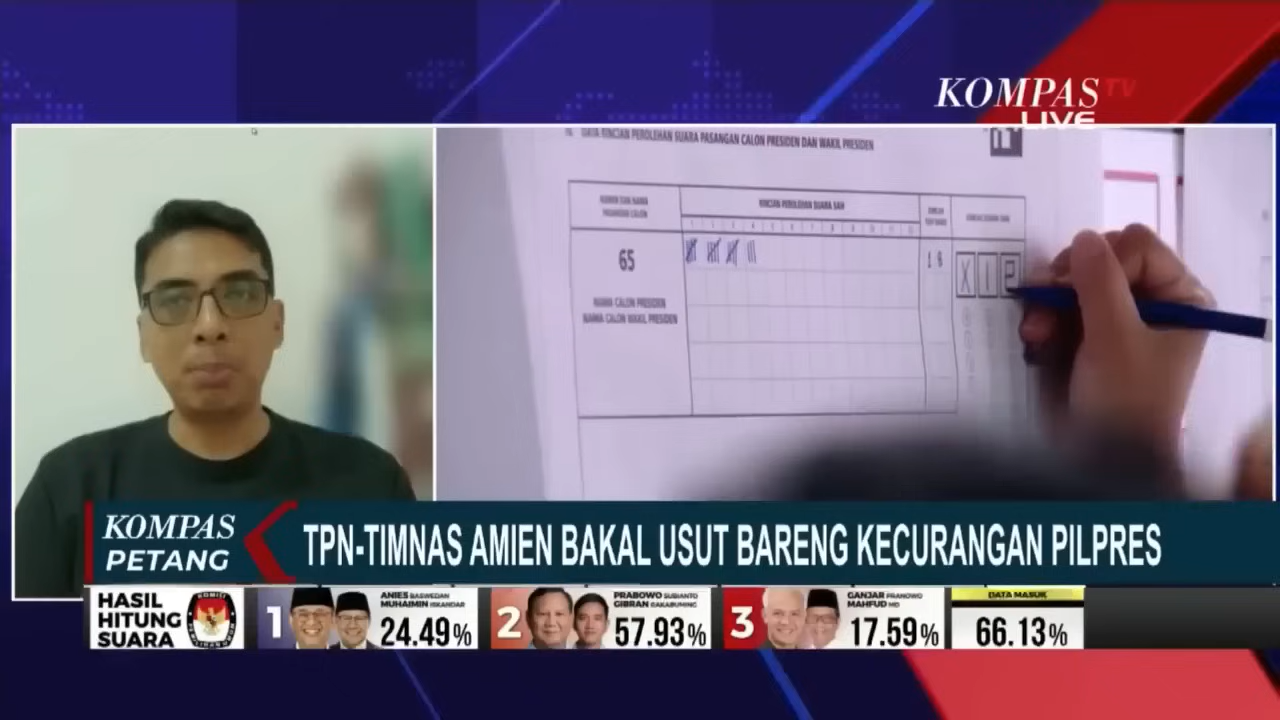 KOMPAS TV
LIVE
IV. DATA RINCIAN PEROLEHAN SUARA PASANGAN CALON PRESIDEN DAN WAKIL PRESIDEN
RINCIAN PEROLEHAN SUARA SAH
65
18
X 1
NAMA CALON PRESIDEN
NAMA CALON WAKIL PRESIDEN
KOMPAS
PETANG
TPN-TIMNAS AMIEN BAKAL USUT BARENG KECURANGAN PILPRES
HASIL
HITUNG
SUARA
1
ANIES BASWEDAN
MUHAIMIN ISKANDAR
24.49%
2
PRABOWO SUBIANTO
GIBRAN RAKABUMING
57.93%
3
GANJAR PRANOWO
MAHFUD MD
17.59%
DATA MASUK
66.13%